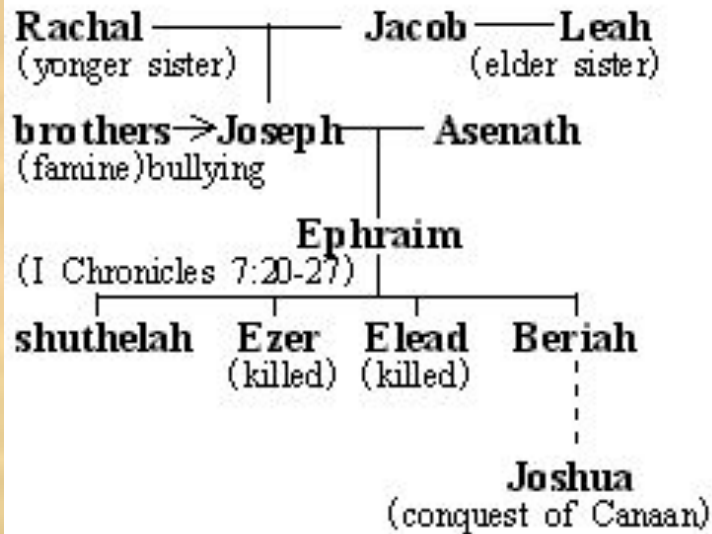 Rachal Jacob Leah
(yonger sister) (elder sister)
brothers Joseph Asenath
(famine)bullying
Ephraim
(I Chronicles 7:20-27)
shuthelah Ezer Elead Beriah
(killed) (killed)
Joshua
(conquest of Canaan)